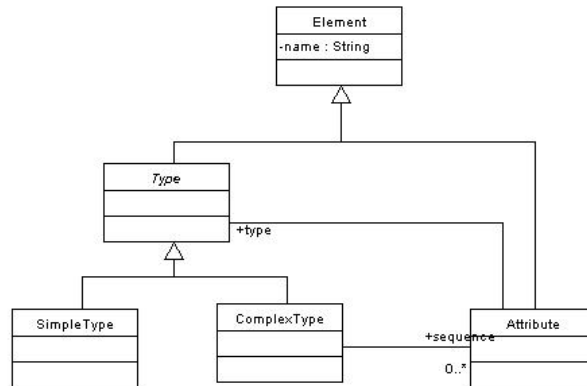 Element
-name : String
Type
+type
SimpleType
ComplexType
Attribute
+sequence
0..*